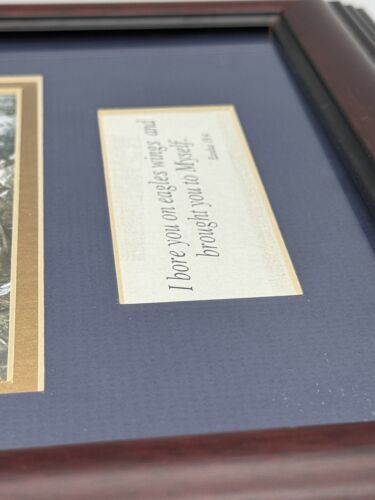 I bore you on eagles wings and
brought you to Myself.